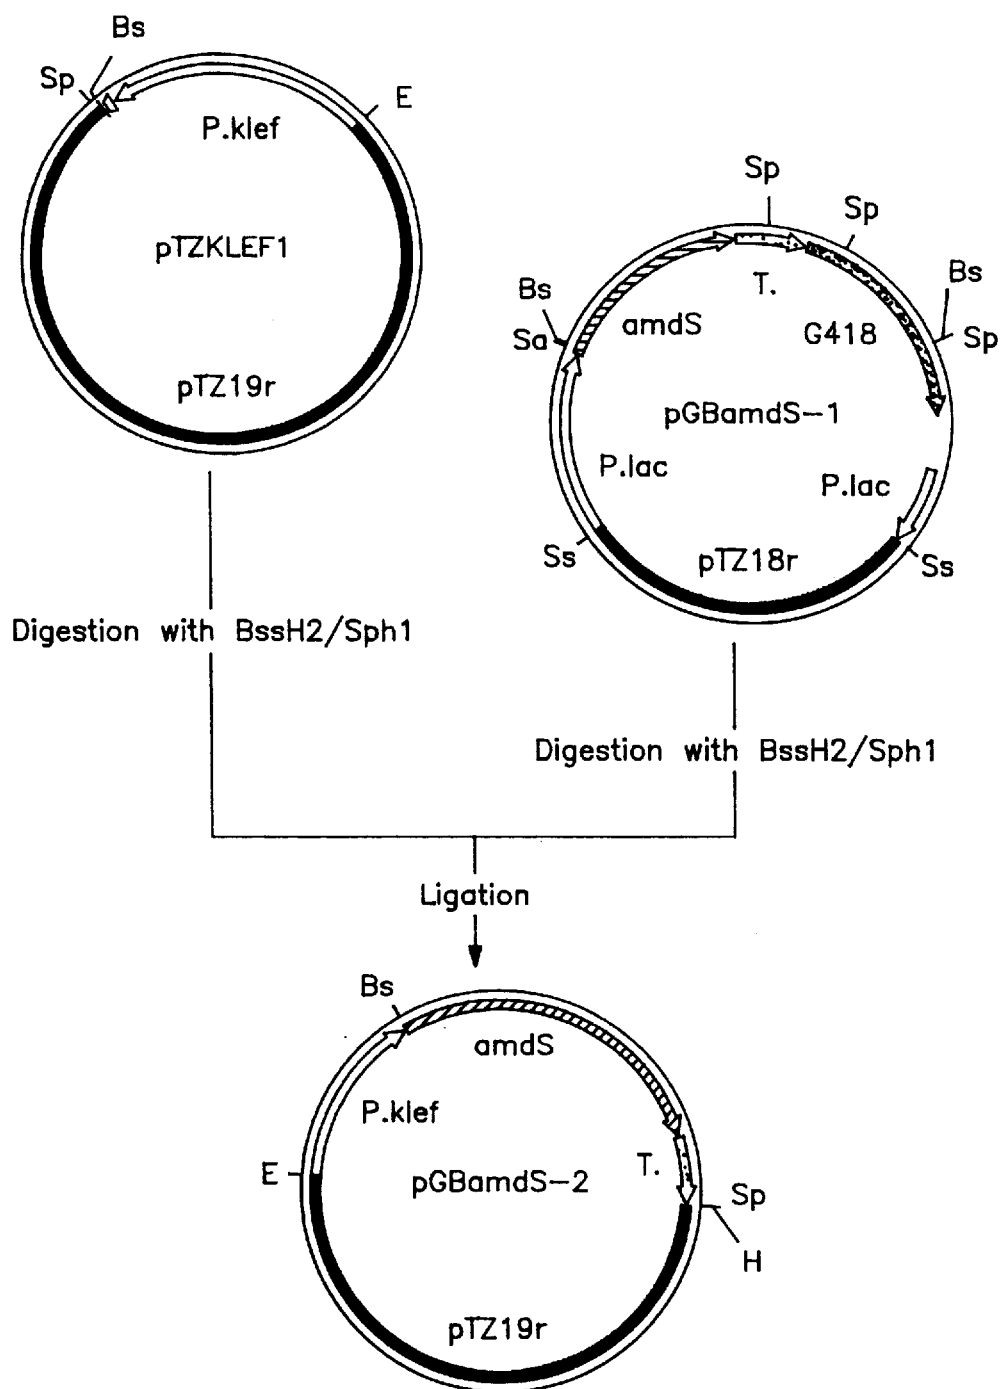 Bs
Sp
E
P.klef
pTZKLEF1
pTZ19r
Sp
Sp
Bs
T.
Bs
amdS
Sa
G418
Sp
pGBamdS-1
P.lac
P.lac
Ss
pTZ18r
Ss
Digestion with BssH2/Sph1
Digestion with BssH2/Sph1
Ligation
Bs
amdS
P.klef
T.
E
pGBamdS-2
Sp
H
pTZ19r